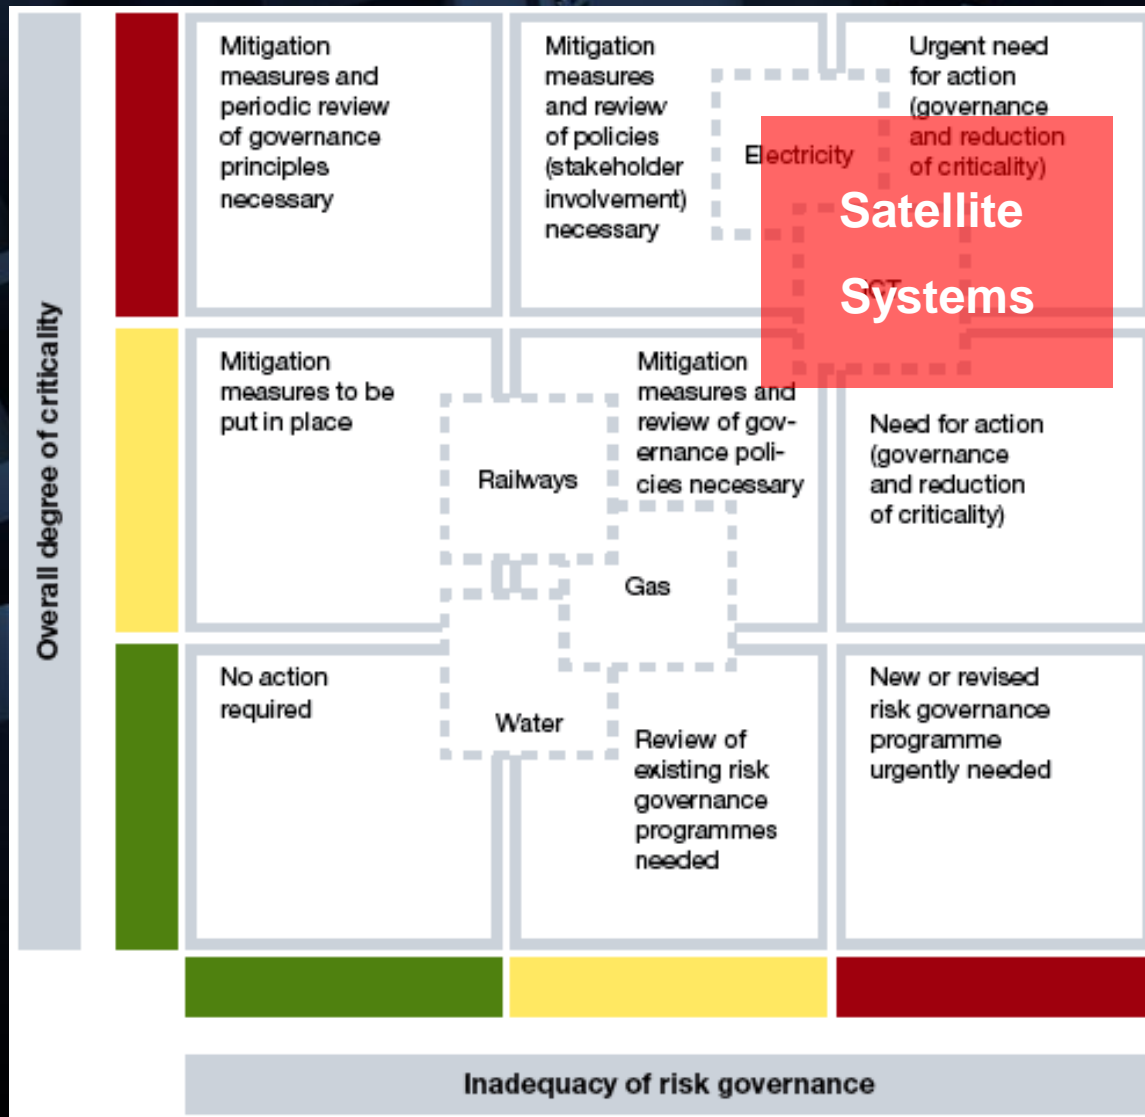 Overall degree of criticality
Mitigation
measures and
periodic review
of governance
principles
necessary
Mitigation
measures
and review
of policies
(stakeholder
involvement)
necessary
Urgent need
for action
(governance
and reduction
of criticality)
Electricity
Satellite
Systems
ICT
Mitigation
measures to be
put in place
Mitigation
measures and
review of gov-
ernance poli-
cies necessary
Need for action
(governance
and reduction
of criticality)
Railways
Gas
No action
required
Water
Review of
existing risk
governance
programmes
needed
New or revised
risk governance
programme
urgently needed
Inadequacy of risk governance